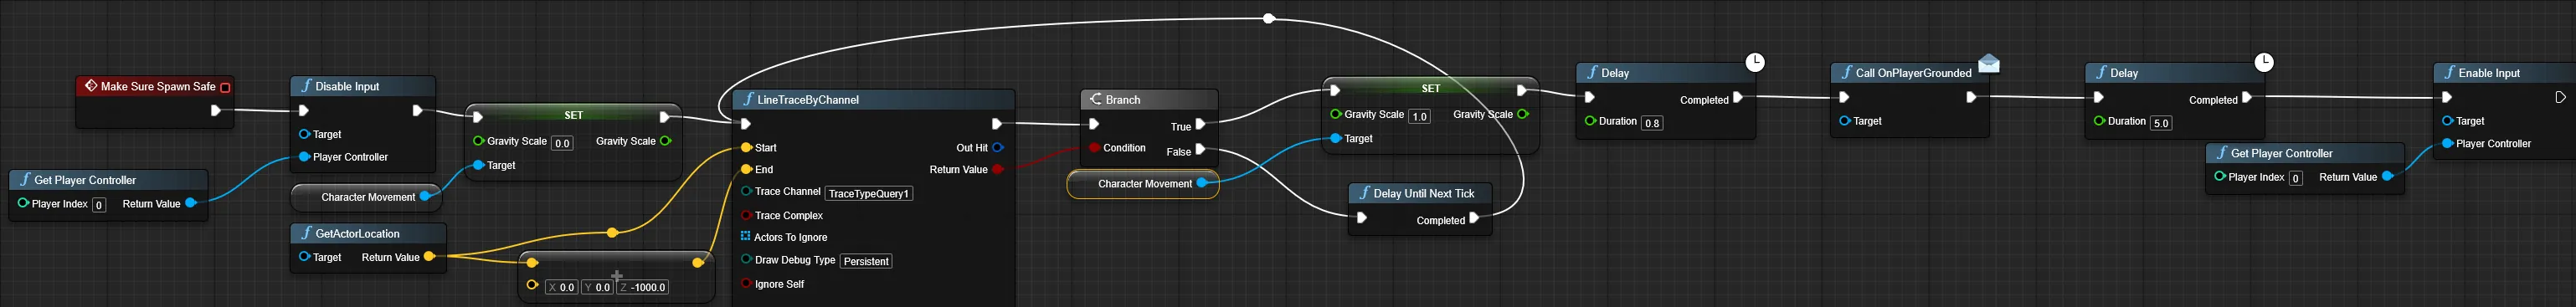 Make Sure Spawn Safe
Disable Input
Target
Player Controller
Get Player Controller
Player Index 0 Return Value
SET
Gravity Scale 0.0 Gravity Scale
Target
Character Movement
GetActorLocation
Target Return Value
X 0.0 Y 0.0 Z -1000.0
LineTraceByChannel
Start Out Hit
End Return Value
Trace Channel TraceTypeQuery1
Trace Complex
Actors To Ignore
Draw Debug Type Persistent
Ignore Self
Branch
True
Condition False
Character Movement
SET
Gravity Scale 1.0 Gravity Scale
Target
Delay Until Next Tick
Completed
Delay
Completed
Duration 0.8
Call OnPlayerGrounded
Target
Delay
Completed
Duration 5.0
Get Player Controller
Player Index 0 Return Value
Enable Input
Target
Player Controller